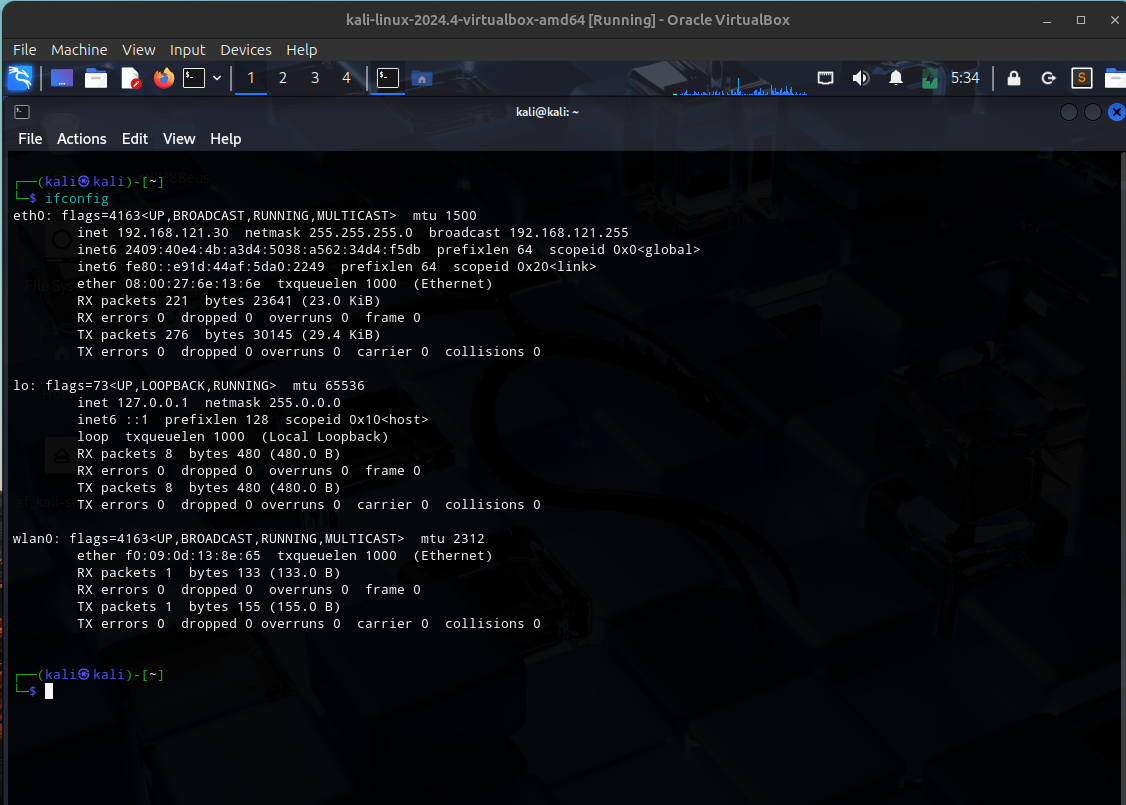 kali-linux-2024.4-virtualbox-amd64 [Running] - Oracle VirtualBox
File Machine View Input Devices Help
1 2 3 4 5:34 S
kali@kali: ~
File Actions Edit View Help
┌──(kali㉿kali)-[~]
└─$ ifconfig
eth0: flags=4163<UP,BROADCAST,RUNNING,MULTICAST>  mtu 1500
        inet 192.168.121.30  netmask 255.255.255.0  broadcast 192.168.121.255
        inet6 2409:40e4:4b:a3d4:5038:a562:34d4:f5db  prefixlen 64  scopeid 0x0<global>
        inet6 fe80::e91d:44af:5da0:2249  prefixlen 64  scopeid 0x20<link>
        ether 08:00:27:6e:13:6e  txqueuelen 1000  (Ethernet)
        RX packets 221  bytes 23641 (23.0 KiB)
        RX errors 0  dropped 0  overruns 0  frame 0
        TX packets 276  bytes 30145 (29.4 KiB)
        TX errors 0  dropped 0 overruns 0  carrier 0  collisions 0
lo: flags=73<UP,LOOPBACK,RUNNING>  mtu 65536
        inet 127.0.0.1  netmask 255.0.0.0
        inet6 ::1  prefixlen 128  scopeid 0x10<host>
        loop  txqueuelen 1000  (Local Loopback)
        RX packets 8  bytes 480 (480.0 B)
        RX errors 0  dropped 0  overruns 0  frame 0
        TX packets 8  bytes 480 (480.0 B)
        TX errors 0  dropped 0 overruns 0  carrier 0  collisions 0
wlan0: flags=4163<UP,BROADCAST,RUNNING,MULTICAST>  mtu 2312
        ether f0:09:0d:13:8e:65  txqueuelen 1000  (Ethernet)
        RX packets 1  bytes 133 (133.0 B)
        RX errors 0  dropped 0  overruns 0  frame 0
        TX packets 1  bytes 155 (155.0 B)
        TX errors 0  dropped 0 overruns 0  carrier 0  collisions 0
┌──(kali㉿kali)-[~]
└─$